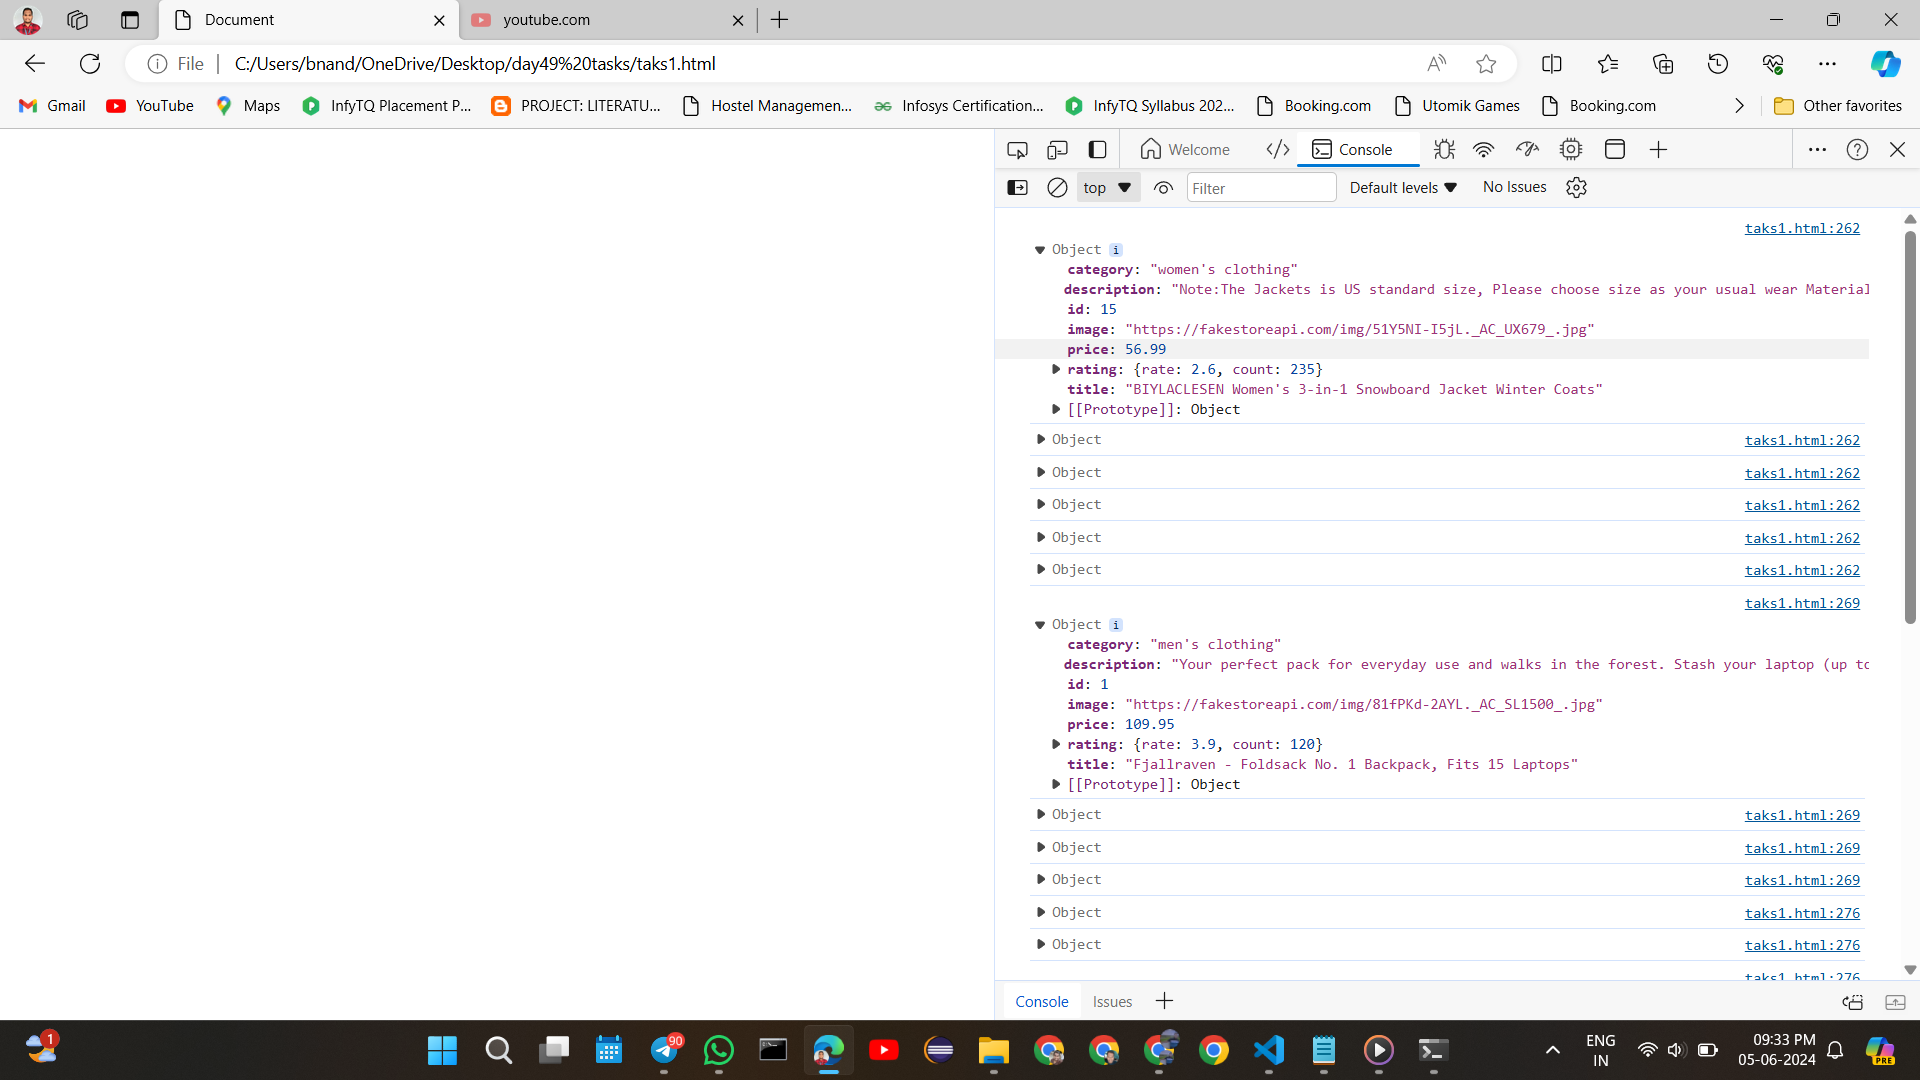 Document
youtube.com
File
C:/Users/bnand/OneDrive/Desktop/day49%20tasks/taks1.html
Gmail
YouTube
Maps
InfyTQ Placement P...
PROJECT: LITERATU...
Hostel Managemen...
Infosys Certification...
InfyTQ Syllabus 202...
Booking.com
Utomik Games
Booking.com
Other favorites
Welcome
Console
top
Filter
Default levels
No Issues
taks1.html:262
Object i
category: "women's clothing"
description: "Note:The Jackets is US standard size, Please choose size as your usual wear Material
id: 15
image: "https://fakestoreapi.com/img/51Y5NI-I5jL._AC_UX679_.jpg"
price: 56.99
rating: {rate: 2.6, count: 235}
title: "BIYLACLESEN Women's 3-in-1 Snowboard Jacket Winter Coats"
[[Prototype]]: Object
Object taks1.html:262
Object taks1.html:262
Object taks1.html:262
Object taks1.html:262
Object taks1.html:262
taks1.html:269
Object i
category: "men's clothing"
description: "Your perfect pack for everyday use and walks in the forest. Stash your laptop (up to
id: 1
image: "https://fakestoreapi.com/img/81fPKd-2AYL._AC_SL1500_.jpg"
price: 109.95
rating: {rate: 3.9, count: 120}
title: "Fjallraven - Foldsack No. 1 Backpack, Fits 15 Laptops"
[[Prototype]]: Object
Object taks1.html:269
Object taks1.html:269
Object taks1.html:269
Object taks1.html:276
Object taks1.html:276
taks1.html:276
Console
Issues
1
90
ENG
IN
09:33 PM
05-06-2024
PRE